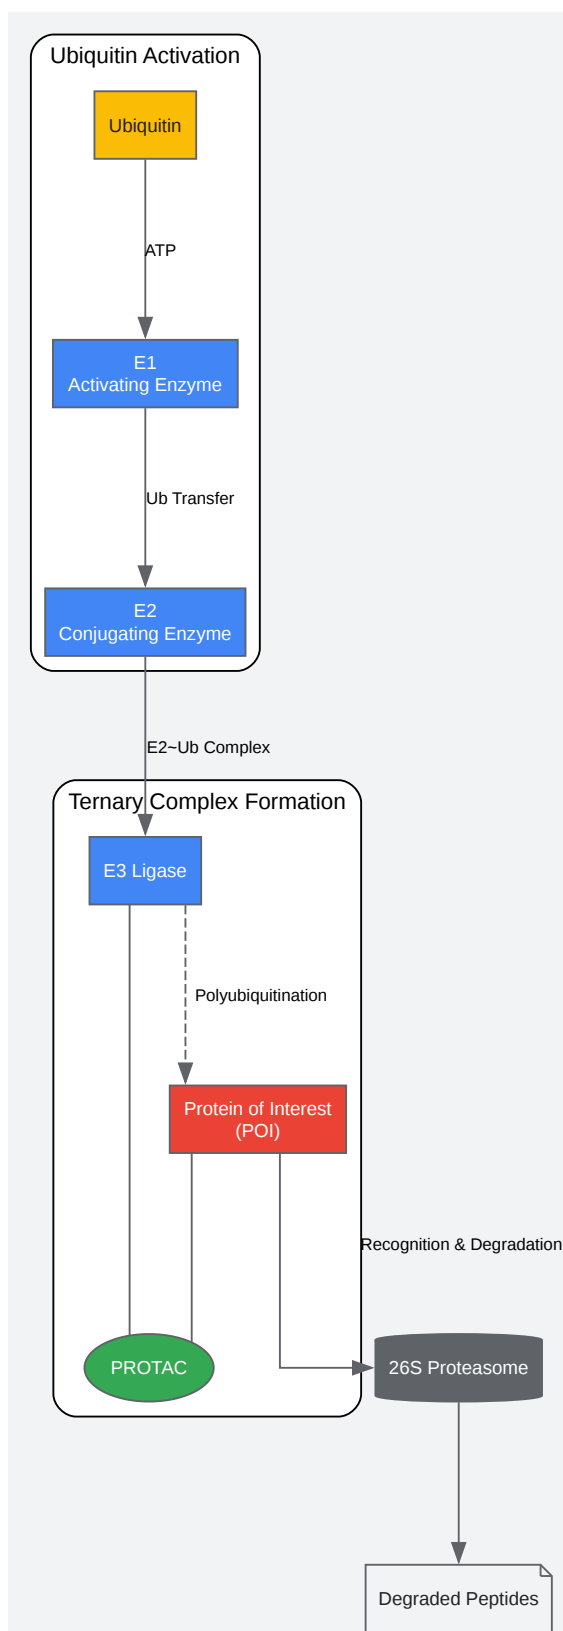 Ubiquitin Activation
Ubiquitin
ATP
E1
Activating Enzyme
Ub Transfer
E2
Conjugating Enzyme
E2~Ub Complex
Ternary Complex Formation
E3 Ligase
Polyubiquitination
Protein of Interest
(POI)
Recognition & Degradation
PROTAC
26S Proteasome
Degraded Peptides